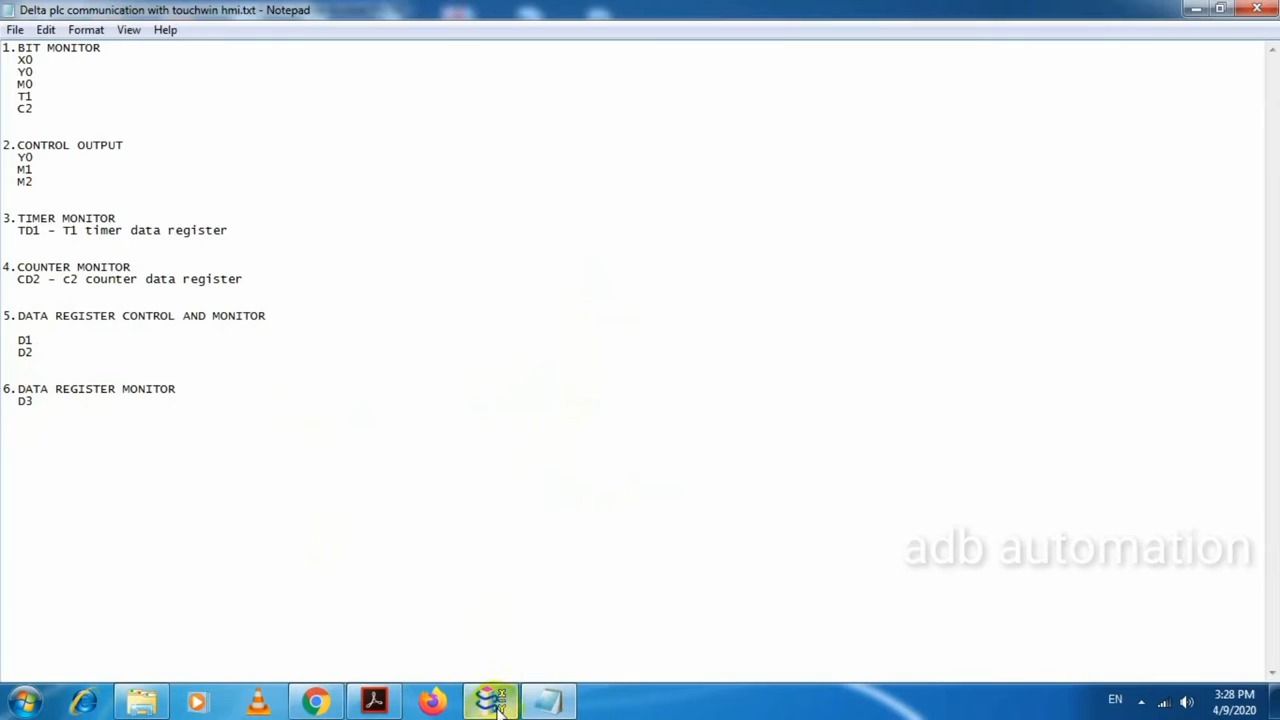 Delta plc communication with touchwin hmi.txt - Notepad
File Edit Format View Help
1.BIT MONITOR
X0
Y0
M0
T1
C2
2.CONTROL OUTPUT
Y0
M1
M2
3.TIMER MONITOR
TD1 - T1 timer data register
4.COUNTER MONITOR
CD2 - c2 counter data register
5.DATA REGISTER CONTROL AND MONITOR
D1
D2
6.DATA REGISTER MONITOR
D3
adb automation
EN
3:28 PM
4/9/2020